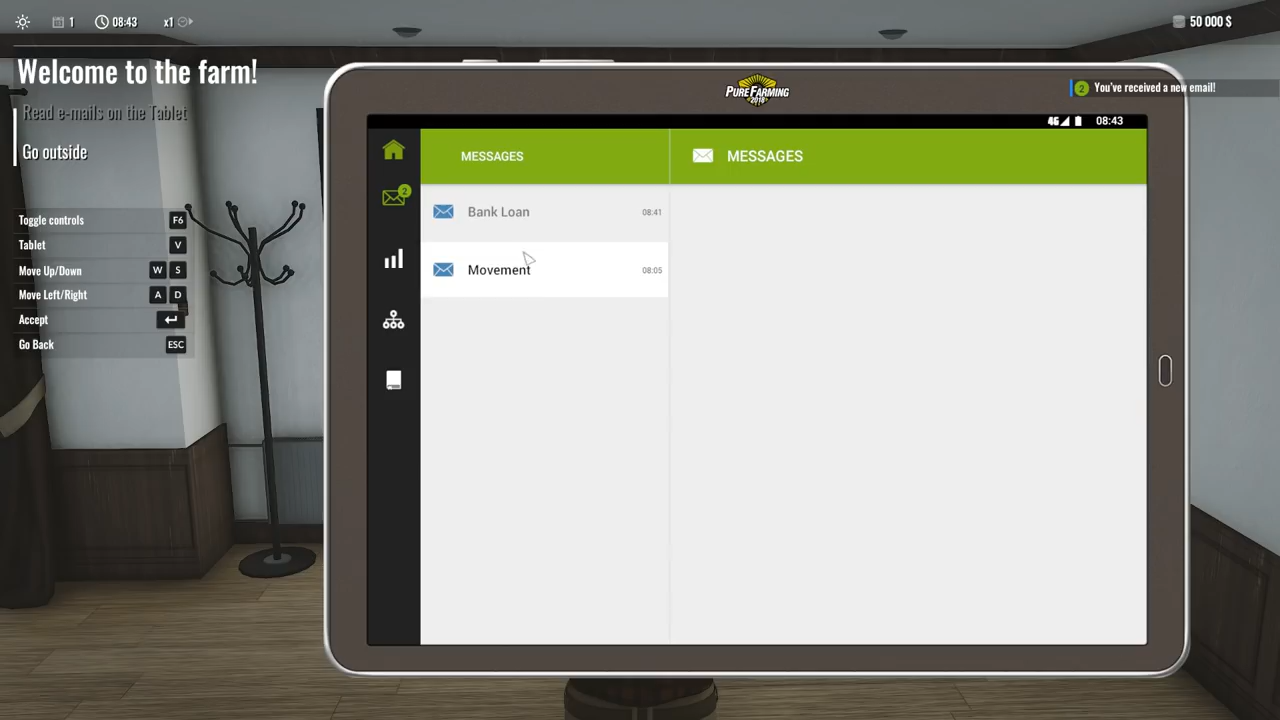 1 08:43 x1
50 000 $
Welcome to the farm!
Read e-mails on the Tablet
Go outside
Toggle controls F6
Tablet V
Move Up/Down W S
Move Left/Right A D
Accept
Go Back ESC
PURE FARMING
2018
2 You've received a new email!
4G 08:43
2
MESSAGES
MESSAGES
Bank Loan 08:41
Movement 08:05